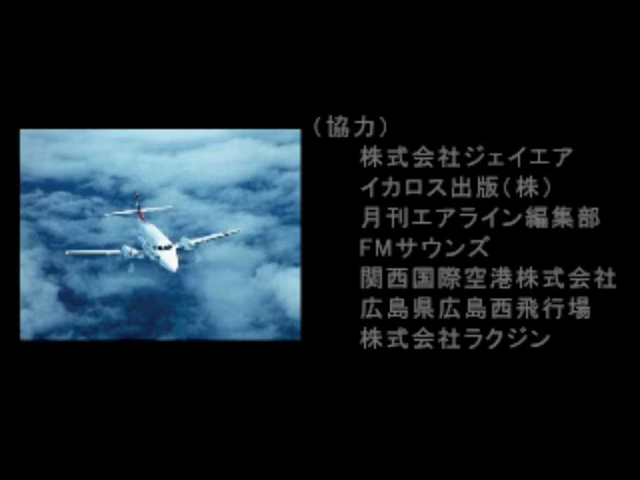 （協力）
株式会社ジェイエア
イカロス出版（株）
月刊エアライン編集部
FMサウンズ
関西国際空港株式会社
広島県広島西飛行場
株式会社ラクジン